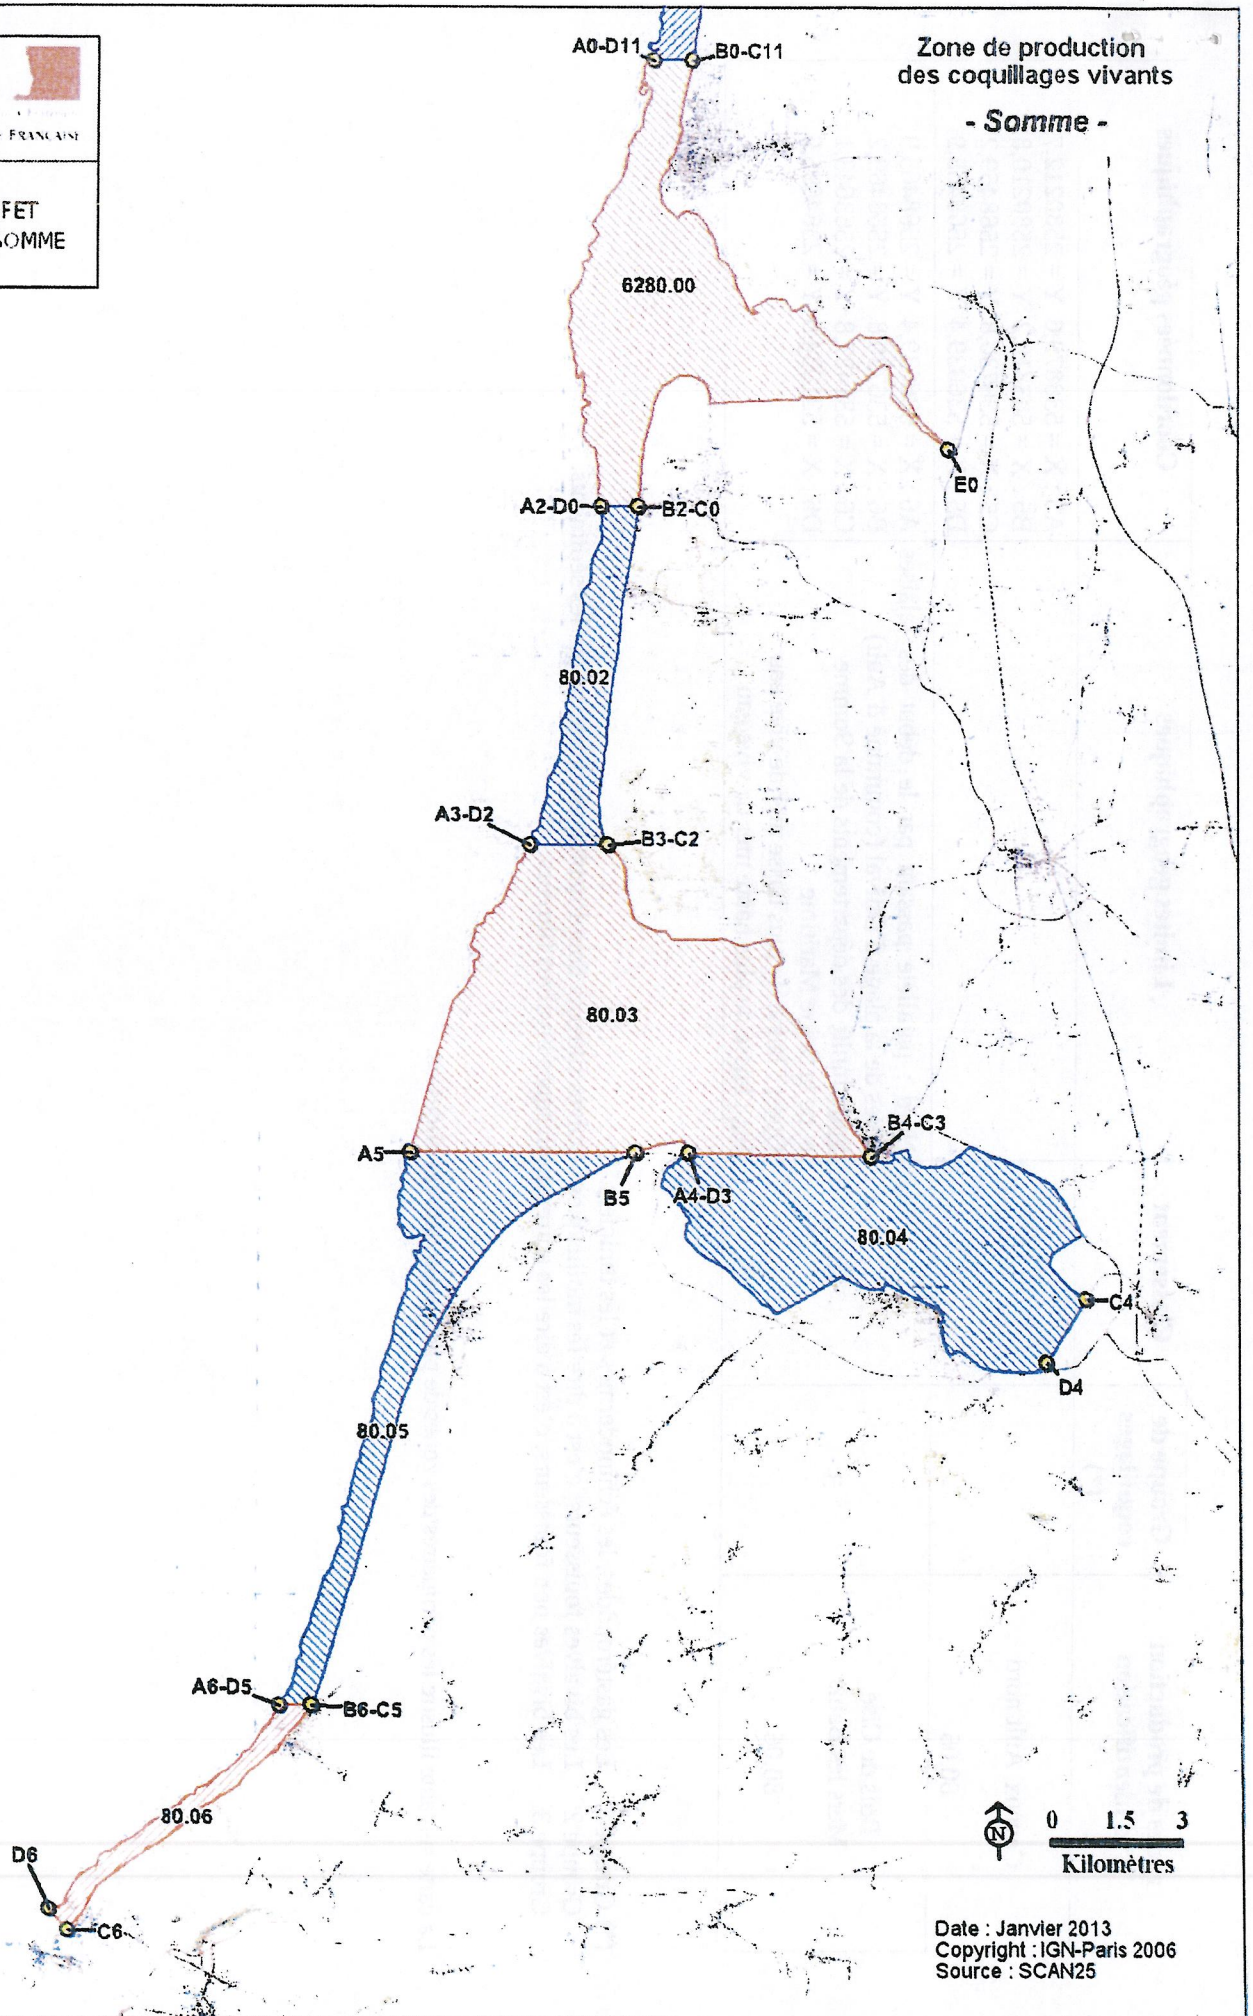 FRANÇAISE
FET
SOMME
Zone de production
des coquillages vivants
- Somme -
A0-D11
B0-C11
6280.00
E0
A2-D0
B2-C0
80.02
A3-D2
B3-C2
80.03
B4-C3
A5
B5
A4-D3
80.04
C4
D4
80.05
A6-D5
B6-C5
80.06
D6
C6
N
0 1.5 3
Kilomètres
Date : Janvier 2013
Copyright : IGN-Paris 2006
Source : SCAN25